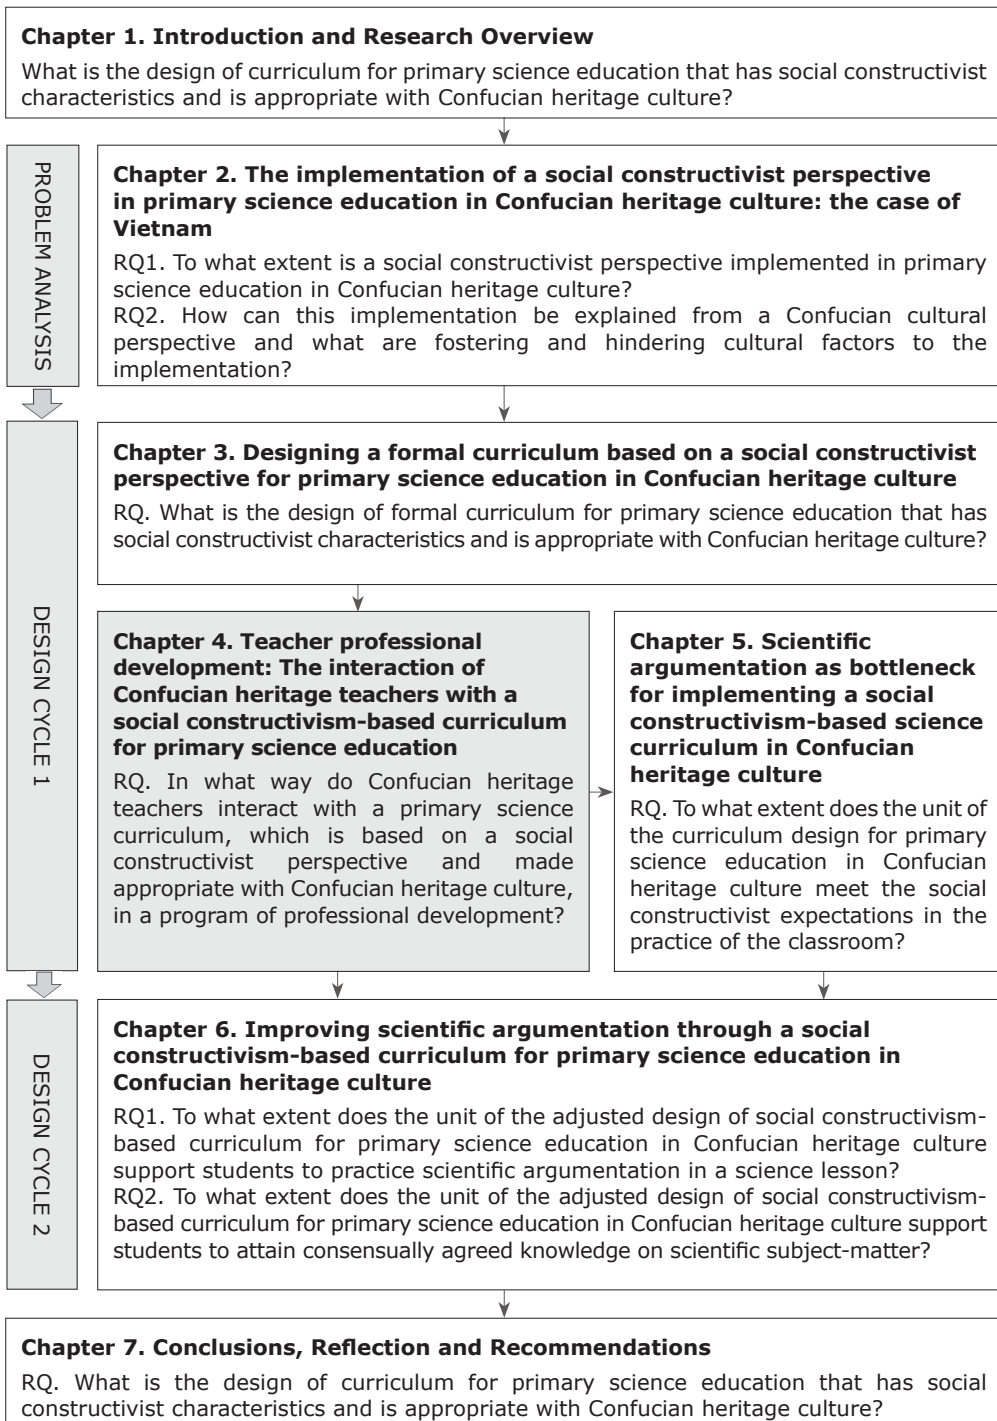 Chapter 1. Introduction and Research Overview
What is the design of curriculum for primary science education that has social constructivist
characteristics and is appropriate with Confucian heritage culture?
PROBLEM ANALYSIS
Chapter 2. The implementation of a social constructivist perspective
in primary science education in Confucian heritage culture: the case of
Vietnam
RQ1. To what extent is a social constructivist perspective implemented in primary
science education in Confucian heritage culture?
RQ2. How can this implementation be explained from a Confucian cultural
perspective and what are fostering and hindering cultural factors to the
implementation?
DESIGN CYCLE 1
Chapter 3. Designing a formal curriculum based on a social constructivist
perspective for primary science education in Confucian heritage culture
RQ. What is the design of formal curriculum for primary science education that has
social constructivist characteristics and is appropriate with Confucian heritage culture?
Chapter 4. Teacher professional
development: The interaction of
Confucian heritage teachers with a
social constructivism-based curriculum
for primary science education
RQ. In what way do Confucian heritage
teachers interact with a primary science
curriculum, which is based on a social
constructivist perspective and made
appropriate with Confucian heritage culture,
in a program of professional development?
Chapter 5. Scientific
argumentation as bottleneck
for implementing a social
constructivism-based science
curriculum in Confucian
heritage culture
RQ. To what extent does the unit of
the curriculum design for primary
science education in Confucian
heritage culture meet the social
constructivist expectations in the
practice of the classroom?
DESIGN CYCLE 2
Chapter 6. Improving scientific argumentation through a social
constructivism-based curriculum for primary science education in
Confucian heritage culture
RQ1. To what extent does the unit of the adjusted design of social constructivism-
based curriculum for primary science education in Confucian heritage culture
support students to practice scientific argumentation in a science lesson?
RQ2. To what extent does the unit of the adjusted design of social constructivism-
based curriculum for primary science education in Confucian heritage culture support
students to attain consensually agreed knowledge on scientific subject-matter?
Chapter 7. Conclusions, Reflection and Recommendations
RQ. What is the design of curriculum for primary science education that has social
constructivist characteristics and is appropriate with Confucian heritage culture?